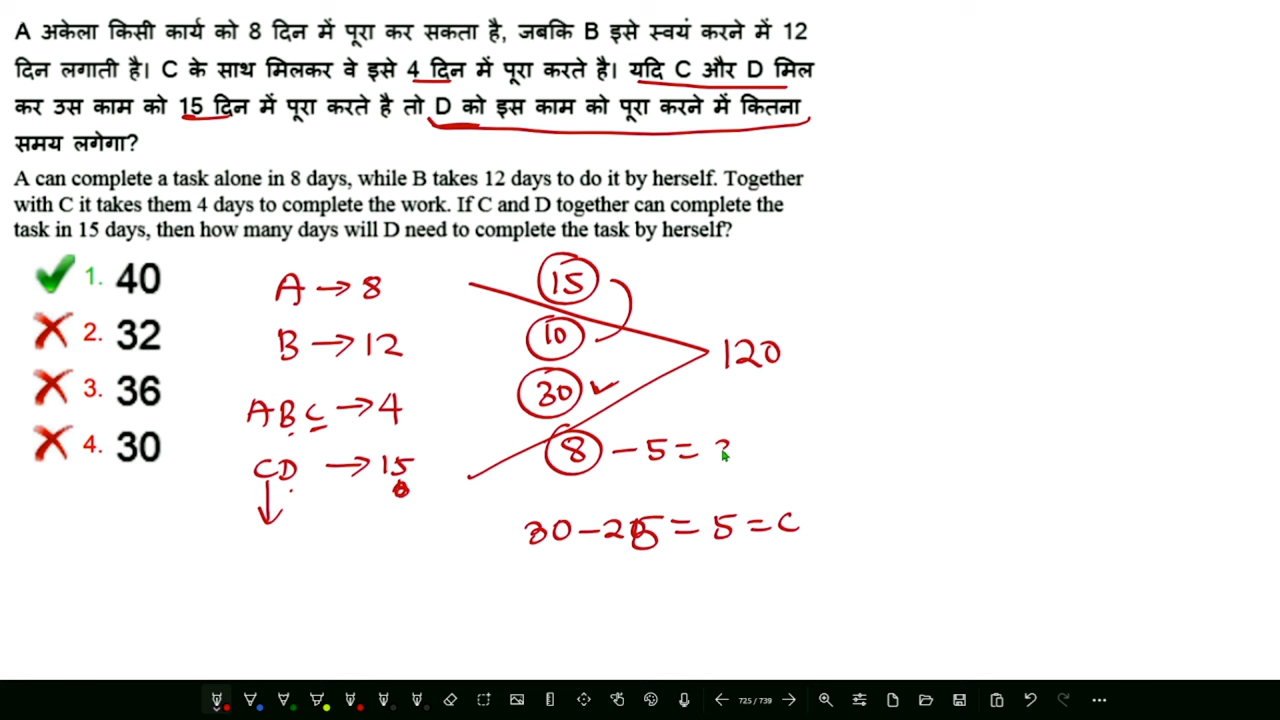 A अकेला किसी कार्य को 8 दिन में पूरा कर सकता है, जबकि B इसे स्वयं करने में 12
दिन लगाती है। C के साथ मिलकर वे इसे 4 दिन में पूरा करते है। यदि C और D मिल
कर उस काम को 15 दिन में पूरा करते है तो D को इस काम को पूरा करने में कितना
समय लगेगा?
A can complete a task alone in 8 days, while B takes 12 days to do it by herself. Together
with C it takes them 4 days to complete the work. If C and D together can complete the
task in 15 days, then how many days will D need to complete the task by herself?
1. 40
2. 32
3. 36
4. 30
A → 8
B → 12
ABC → 4
CD → 15
15
10
30
8 - 5 =
120
30 - 25 = 5 = C
725 / 739